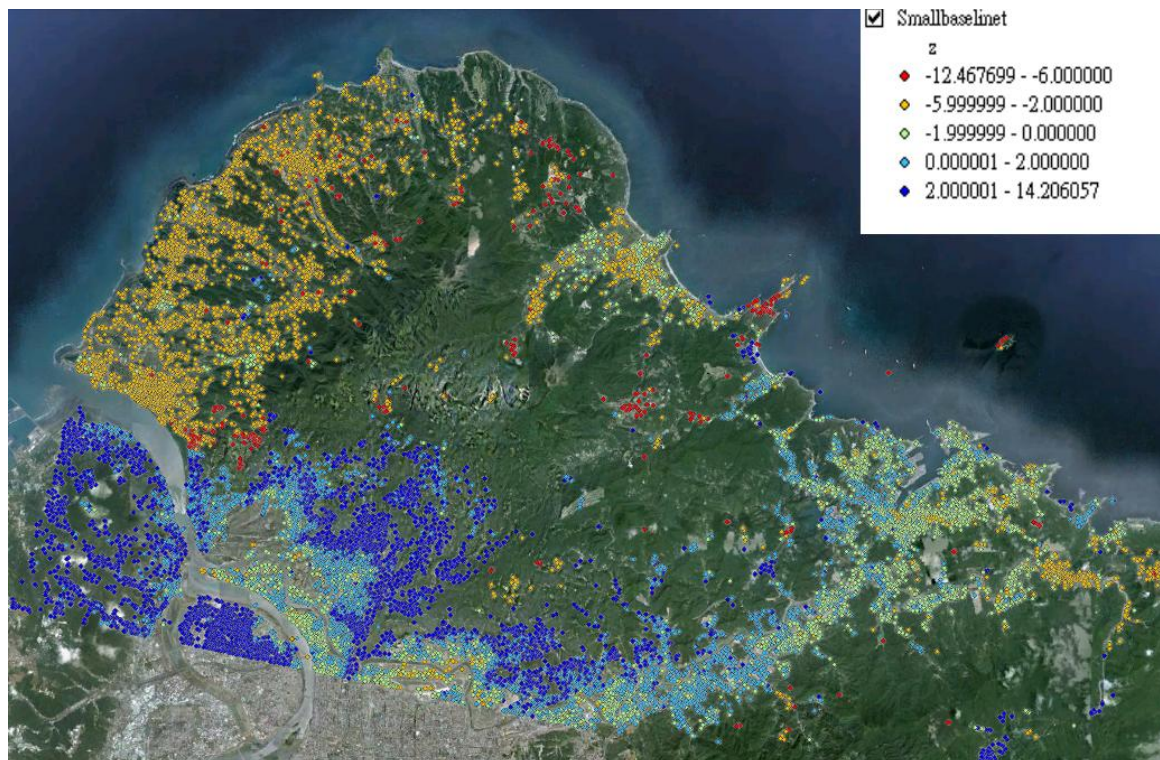 Smallbaselinet
z
-12.467699 - -6.000000
-5.999999 - -2.000000
-1.999999 - 0.000000
0.000001 - 2.000000
2.000001 - 14.206057